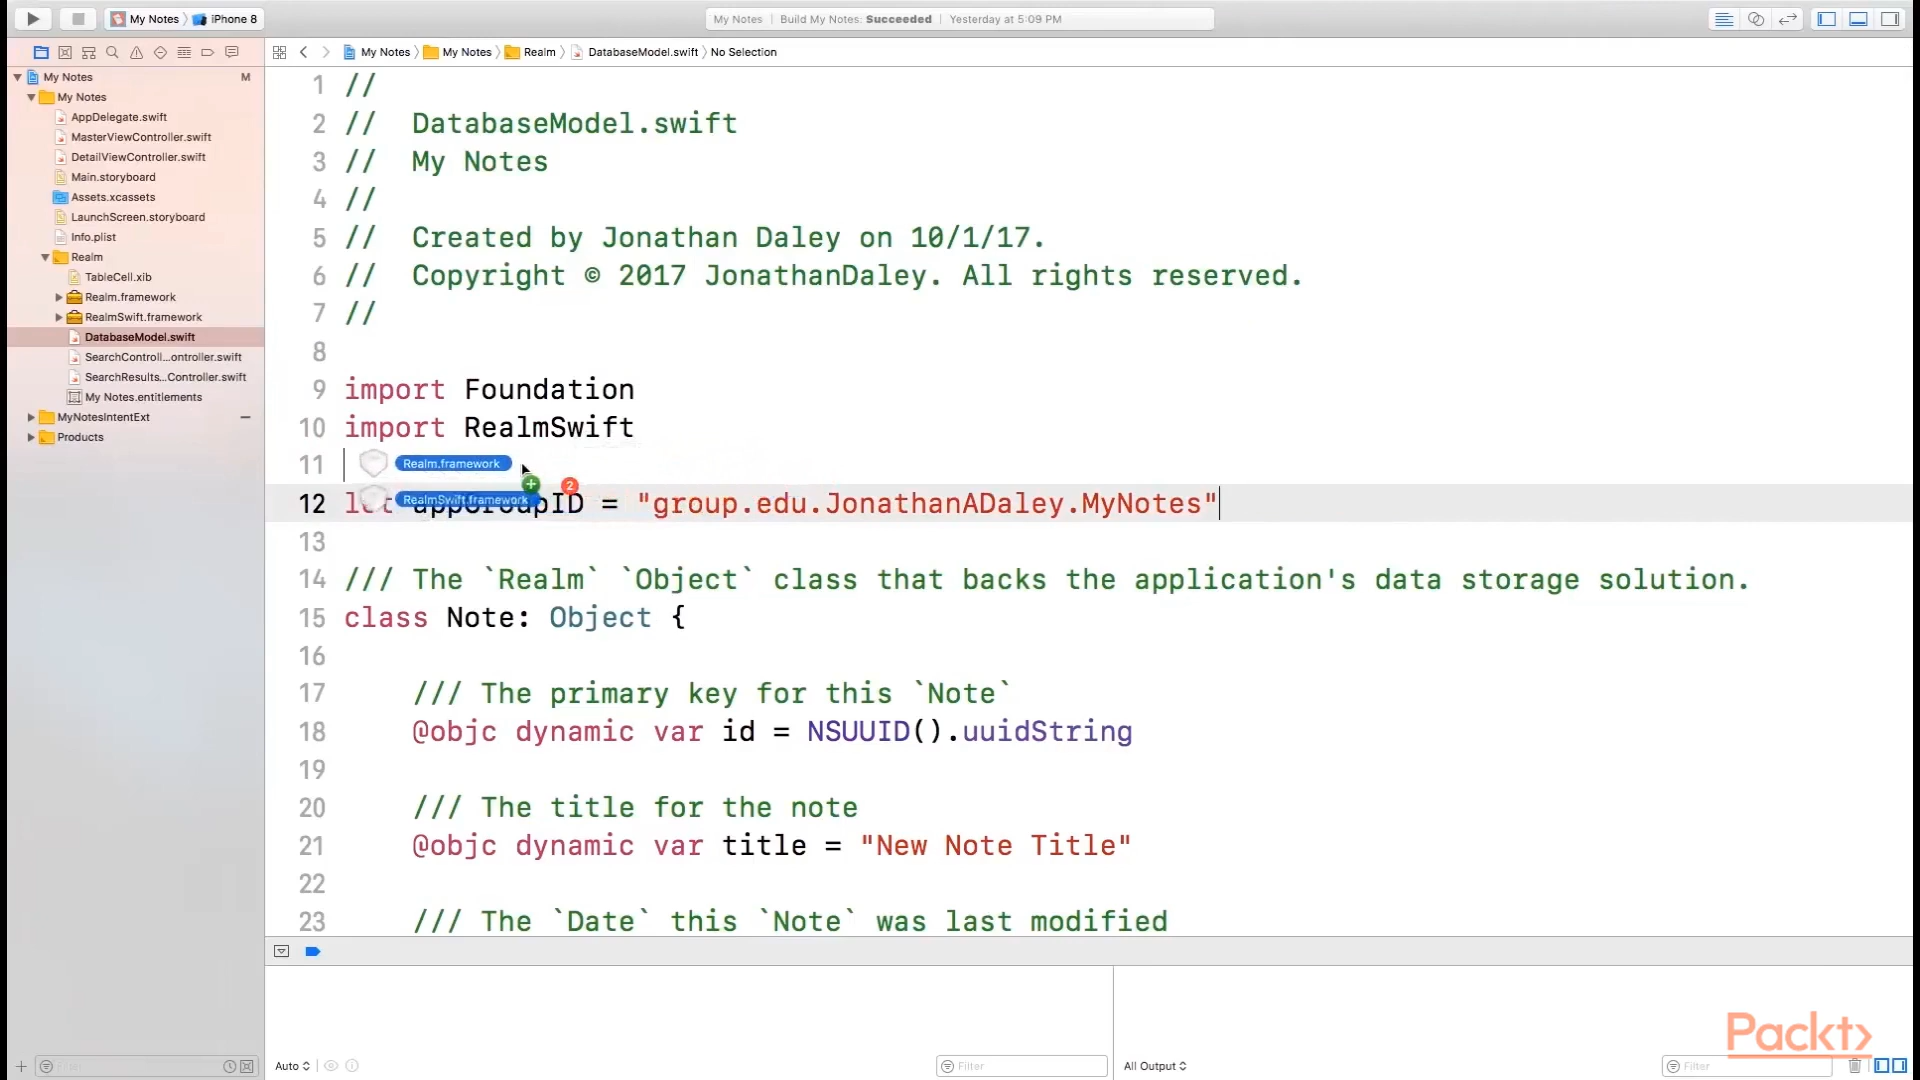 My Notes iPhone 8
My Notes Build My Notes: Succeeded Yesterday at 5:09 PM
My Notes My Notes Realm DatabaseModel.swift No Selection
My Notes M
My Notes
AppDelegate.swift
MasterViewController.swift
DetailViewController.swift
Main.storyboard
Assets.xcassets
LaunchScreen.storyboard
Info.plist
Realm
TableCell.xib
Realm.framework
RealmSwift.framework
DatabaseModel.swift
SearchControll...ontroller.swift
SearchResults...Controller.swift
My Notes.entitlements
MyNotesIntentExt
Products
1 //
2 // DatabaseModel.swift
3 // My Notes
4 //
5 // Created by Jonathan Daley on 10/1/17.
6 // Copyright © 2017 JonathanDaley. All rights reserved.
7 //
8
9 import Foundation
10 import RealmSwift
11
Realm.framework
2
RealmSwift.framework
12 let appGroupID = "group.edu.JonathanADaley.MyNotes"
13
14 /// The `Realm` `Object` class that backs the application's data storage solution.
15 class Note: Object {
16
17 /// The primary key for this `Note`
18 @objc dynamic var id = NSUUID().uuidString
19
20 /// The title for the note
21 @objc dynamic var title = "New Note Title"
22
23 /// The `Date` this `Note` was last modified
Filter
Auto
Filter
All Output
Filter
Packt>